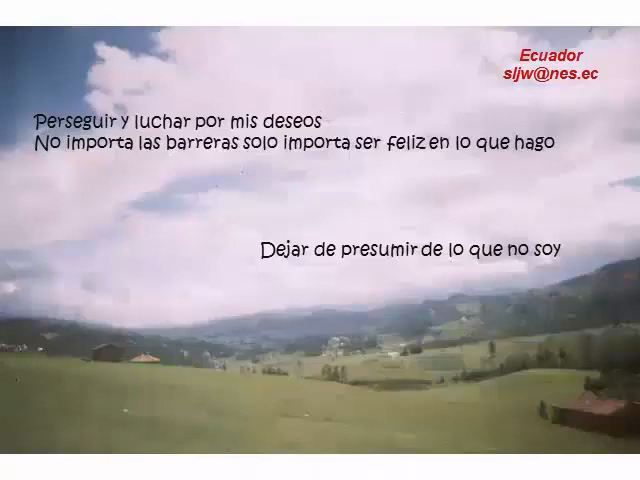 Ecuador
sljw@nes.ec
Perseguir y luchar por mis deseos
No importa las barreras solo importa ser feliz en lo que hago
Dejar de presumir de lo que no soy